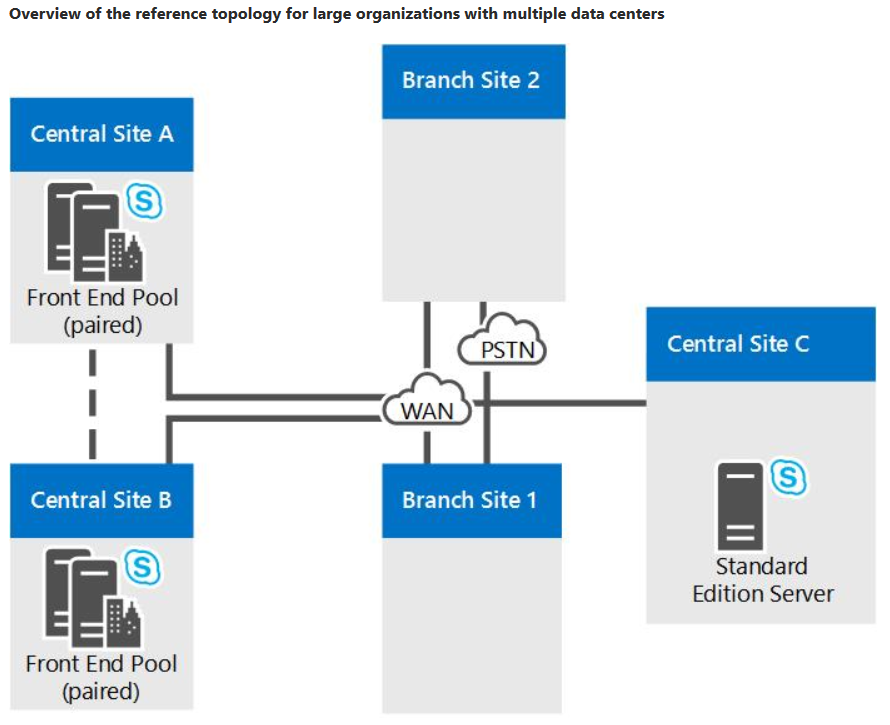 Overview of the reference topology for large organizations with multiple data centers
Branch Site 2
Central Site A
S
Front End Pool
(paired)
PSTN
Central Site C
WAN
Central Site B
Branch Site 1
S
S
Standard
Edition Server
Front End Pool
(paired)